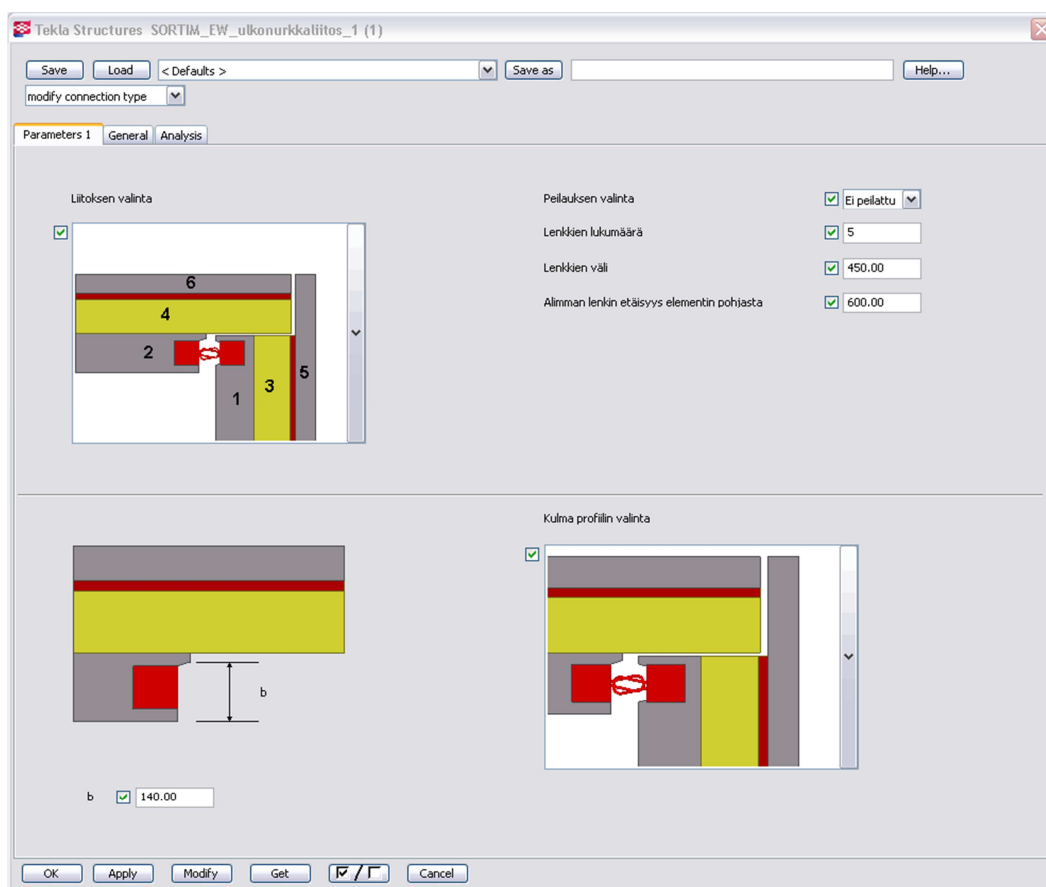 Tekla Structures SORTIM_EW_ulkonurkkaliitos_1 (1)
Save Load < Defaults > Save as Help...
modify connection type
Parameters 1 General Analysis
Liitoksen valinta
6
4
2
1
3
5
Peilauksen valinta Ei peilattu
Lenkkien lukumäärä 5
Lenkkien väli 450.00
Alimman lenkin etäisyys elementin pohjasta 600.00
b
b 140.00
Kulma profiilin valinta
OK Apply Modify Get / Cancel